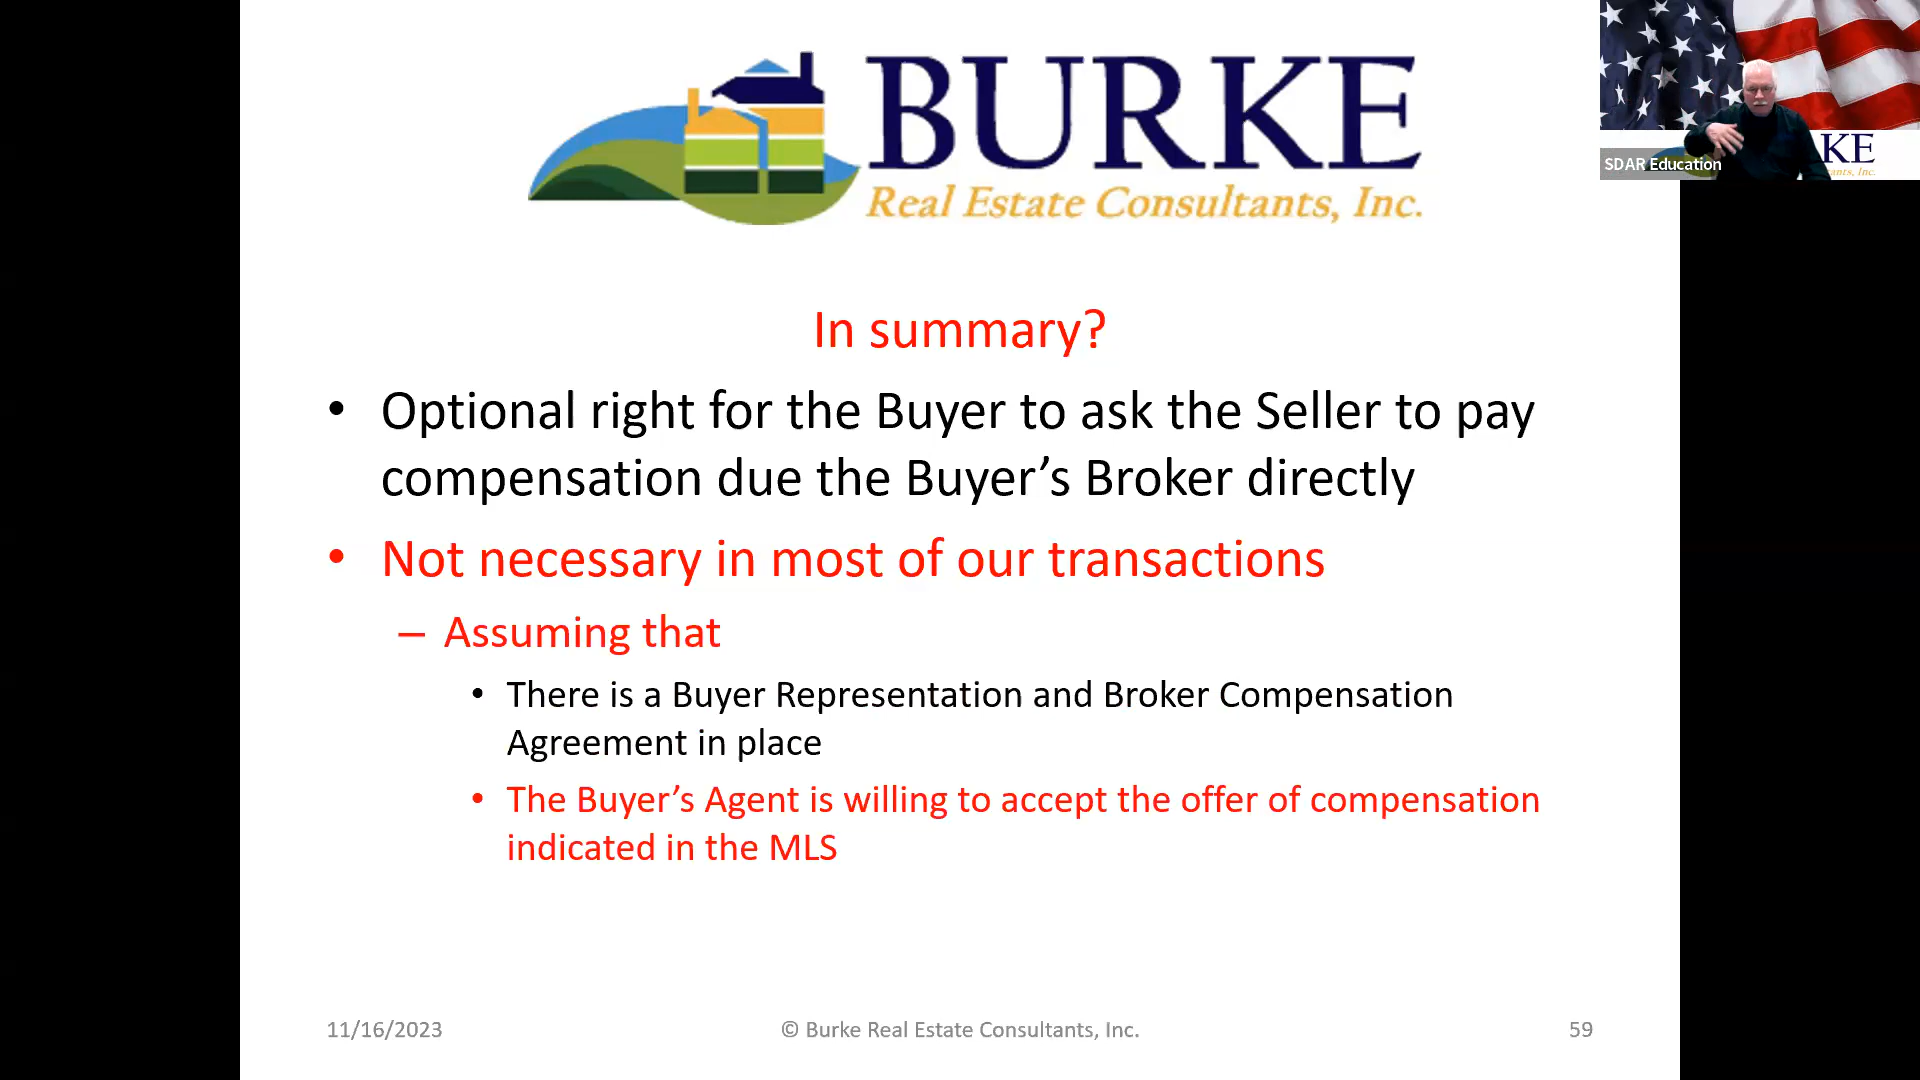 BURKE
Real Estate Consultants, Inc.
KE
ants, Inc.
SDAR Education
In summary?
• Optional right for the Buyer to ask the Seller to pay
compensation due the Buyer’s Broker directly
• Not necessary in most of our transactions
– Assuming that
• There is a Buyer Representation and Broker Compensation
Agreement in place
• The Buyer’s Agent is willing to accept the offer of compensation
indicated in the MLS
11/16/2023
© Burke Real Estate Consultants, Inc.
59